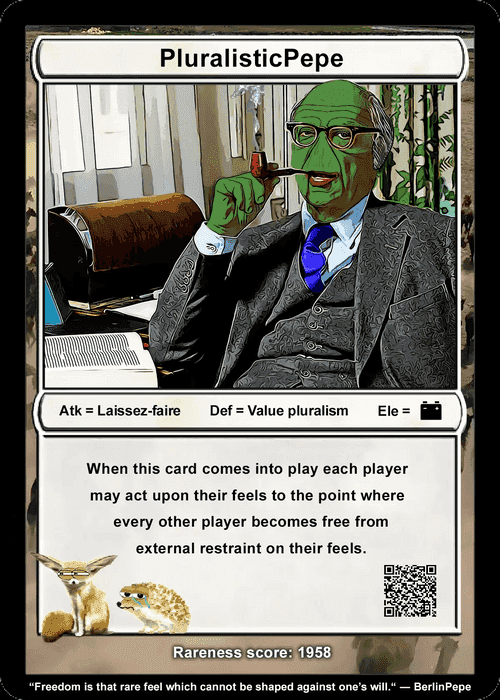 PluralisticPepe
Atk = Laissez-faire Def = Value pluralism Ele =
When this card comes into play each player
may act upon their feels to the point where
every other player becomes free from
external restraint on their feels.
Rareness score: 1958
“Freedom is that rare feel which cannot be shaped against one’s will.“ — BerlinPepe